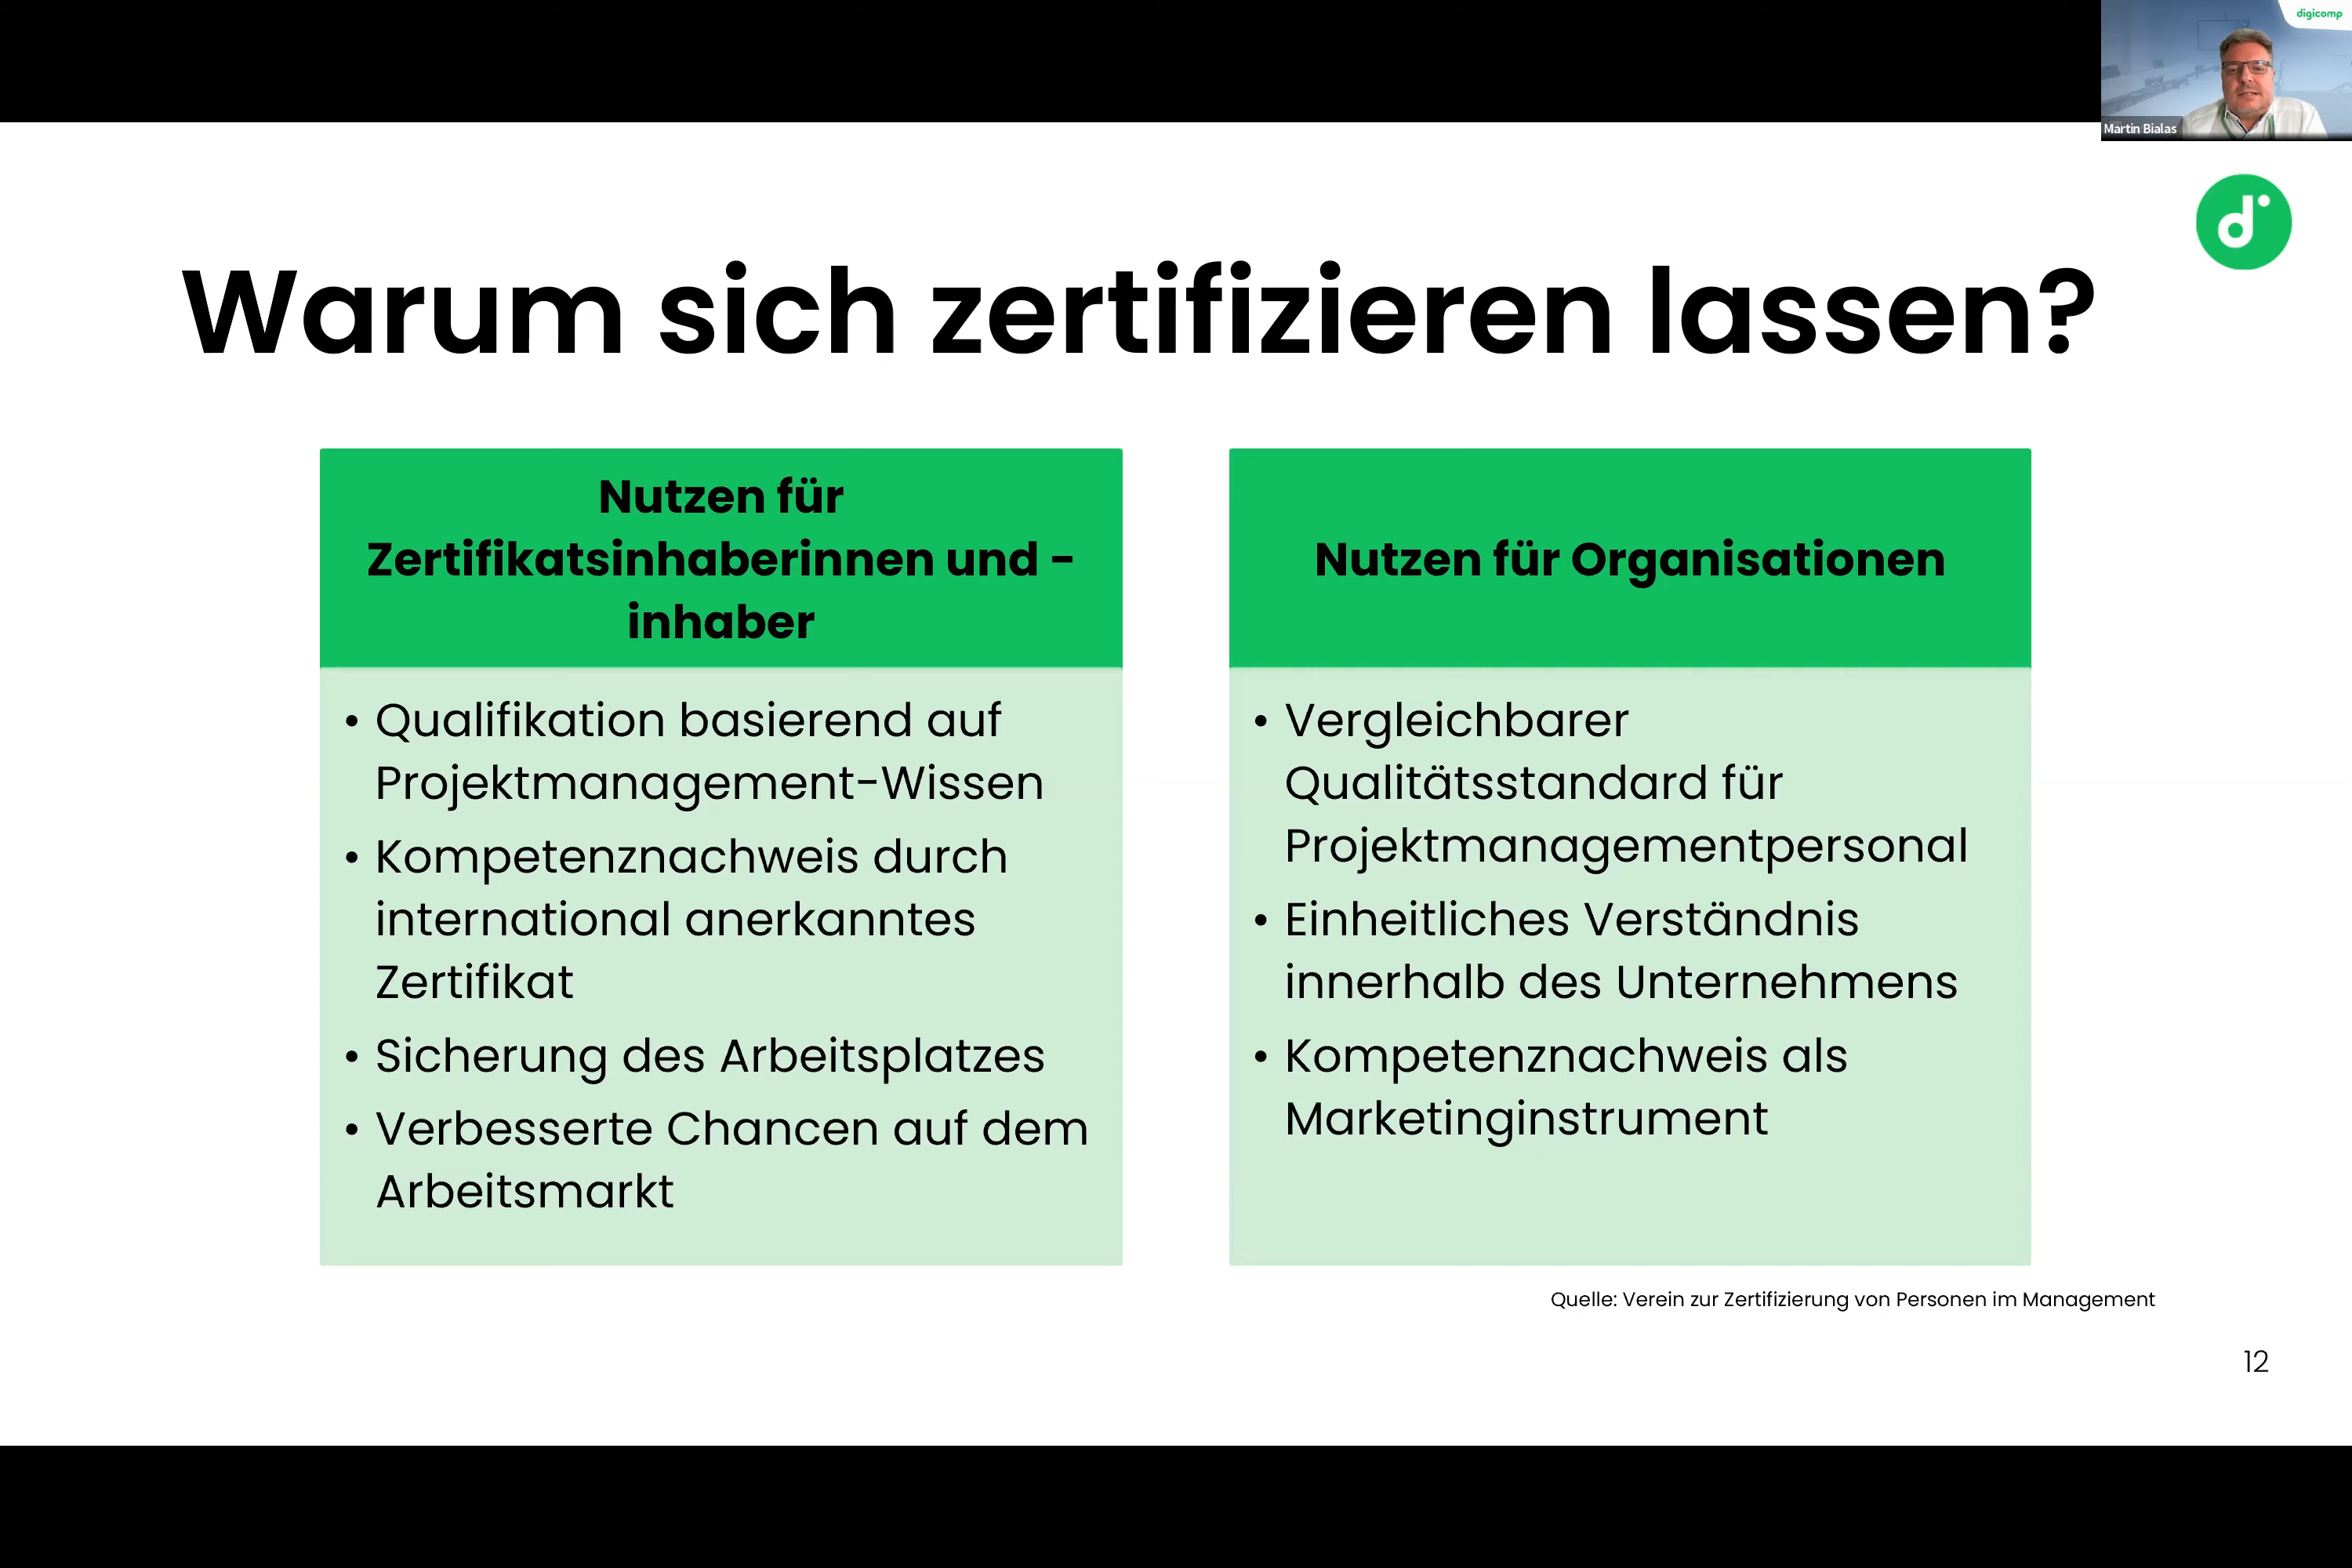 digicomp
Martin Bialas
d
Warum sich zertifizieren lassen?
Nutzen für
Zertifikatsinhaberinnen und -
inhaber
• Qualifikation basierend auf
Projektmanagement-Wissen
• Kompetenznachweis durch
international anerkanntes
Zertifikat
• Sicherung des Arbeitsplatzes
• Verbesserte Chancen auf dem
Arbeitsmarkt
Nutzen für Organisationen
• Vergleichbarer
Qualitätsstandard für
Projektmanagementpersonal
• Einheitliches Verständnis
innerhalb des Unternehmens
• Kompetenznachweis als
Marketinginstrument
Quelle: Verein zur Zertifizierung von Personen im Management
12